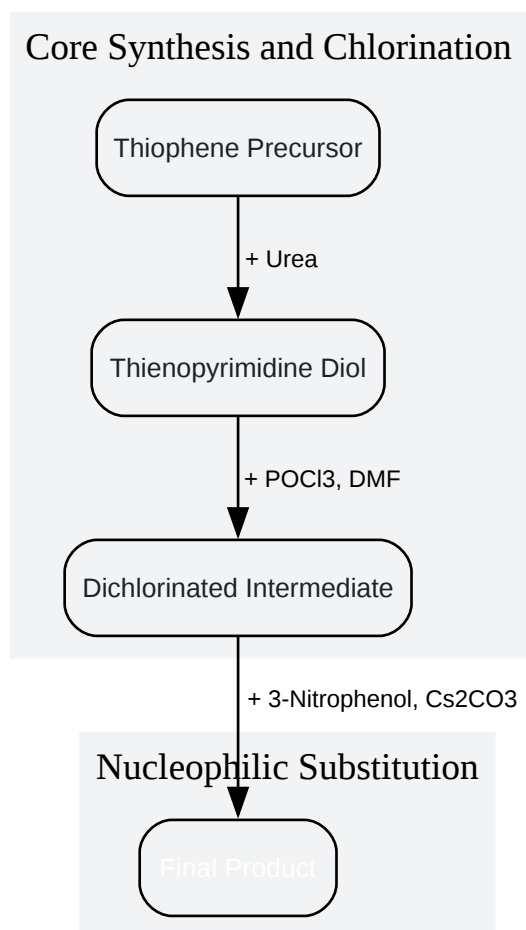 Core Synthesis and Chlorination
Thiophene Precursor
+ Urea
Thienopyrimidine Diol
+ POCl3, DMF
Dichlorinated Intermediate
+ 3-Nitrophenol, Cs2CO3
Nucleophilic Substitution
Final Product